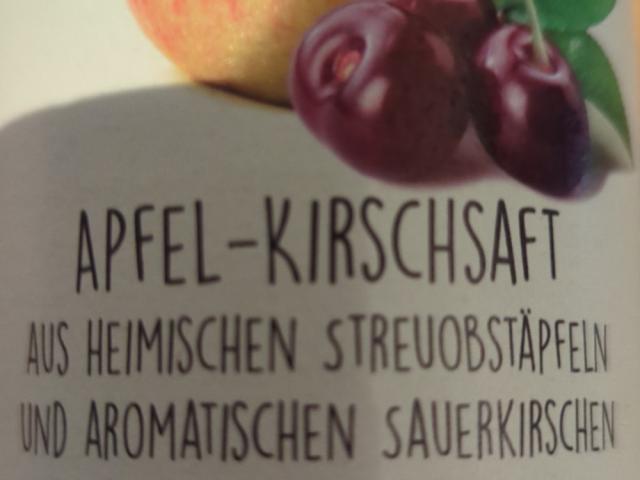 APFEL-KIRSCHSAFT
AUS HEIMISCHEN STREUOBSTÄPFELN
UND AROMATISCHEN SAUERKIRSCHEN